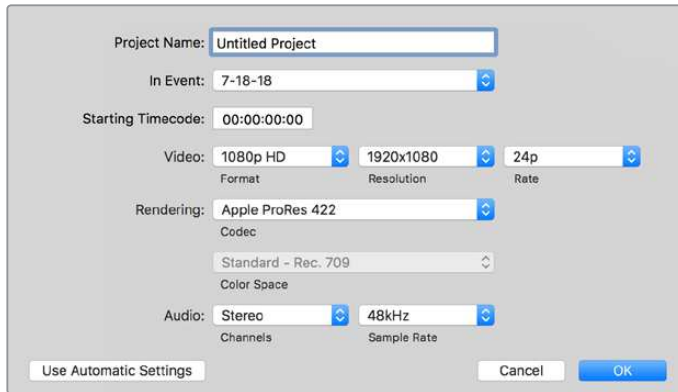 Project Name: Untitled Project
In Event: 7-18-18
Starting Timecode: 00:00:00:00
Video: 1080p HD 1920x1080 24p
Format Resolution Rate
Rendering: Apple ProRes 422
Codec
Standard - Rec. 709
Color Space
Audio: Stereo 48kHz
Channels Sample Rate
Use Automatic Settings Cancel OK